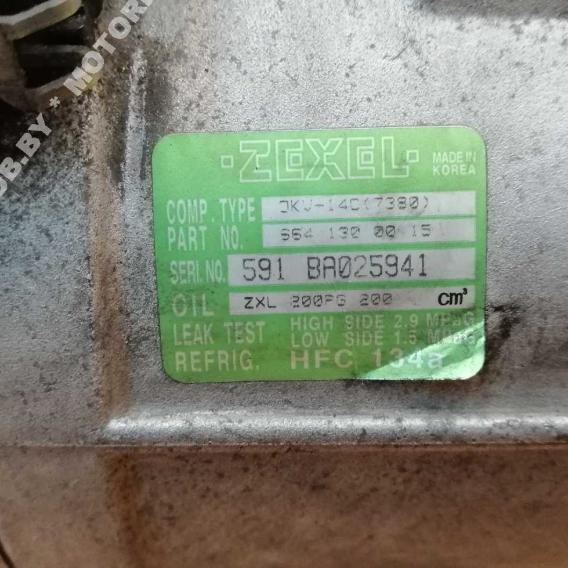 ·ZEXEL·
MADE IN
KOREA
COMP. TYPE DKV-14C(7380)
PART NO. 664 130 00 15
SERI. NO. 591 BA025941
OIL ZXL 200PG 200 cm³
LEAK TEST HIGH SIDE 2.9 MPaG
LOW SIDE 1.5 MPaG
REFRIG. HFC 134a